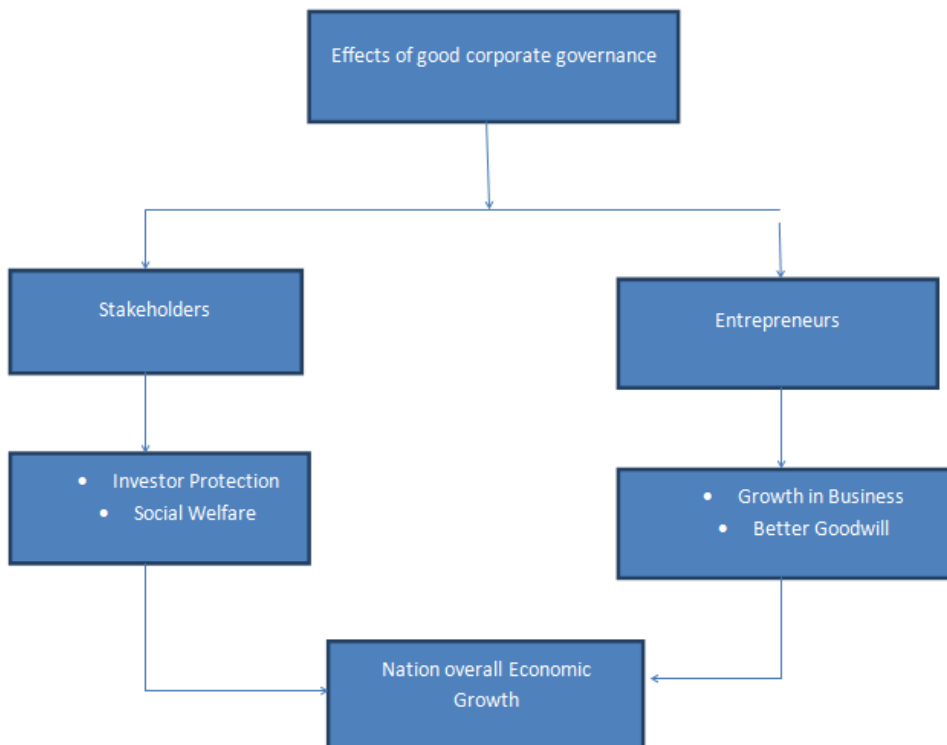 Effects of good corporate governance
Stakeholders
Entrepreneurs
• Investor Protection
• Social Welfare
• Growth in Business
• Better Goodwill
Nation overall Economic
Growth